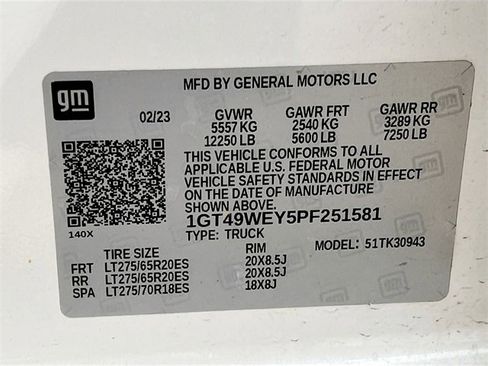 gm
MFD BY GENERAL MOTORS LLC
02/23 GVWR GAWR FRT GAWR RR
5557 KG 2540 KG 3289 KG
12250 LB 5600 LB 7250 LB
THIS VEHICLE CONFORMS TO ALL
APPLICABLE U.S. FEDERAL MOTOR
VEHICLE SAFETY STANDARDS IN EFFECT
ON THE DATE OF MANUFACTURE
SHOWN ABOVE.
1GT49WEY5PF251581
140X
TYPE: TRUCK MODEL: 51TK30943
TIRE SIZE RIM
FRT LT275/65R20ES 20X8.5J
RR LT275/65R20ES 20X8.5J
SPA LT275/70R18ES 18X8J